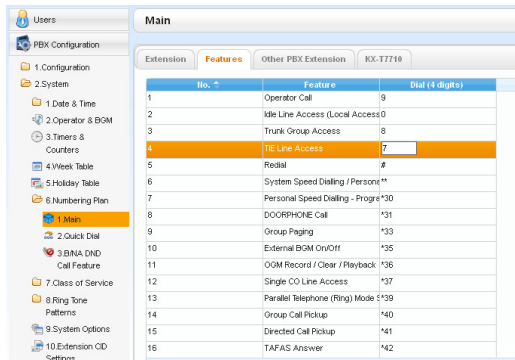 Users
PBX Configuration
1.Configuration
2.System
1.Date & Time
2.Operator & BGM
3.Timers &
Counters
4.Week Table
5.Holiday Table
6.Numbering Plan
1.Main
2.Quick Dial
3.B/NA DND
Call Feature
7.Class of Service
8.Ring Tone
Patterns
9.System Options
10.Extension CID
Settings
Main
Extension Features Other PBX Extension KX-T7710
No. Feature Dial (4 digits)
1 Operator Call 9
2 Idle Line Access (Local Access 0
3 Trunk Group Access 8
4 TIE Line Access 7
5 Redial #
6 System Speed Dialling / Persona **
7 Personal Speed Dialling - Progra *30
8 DOORPHONE Call *31
9 Group Paging *33
10 External BGM On/Off *35
11 OGM Record / Clear / Playback *36
12 Single CO Line Access *37
13 Parallel Telephone (Ring) Mode S *39
14 Group Call Pickup *40
15 Directed Call Pickup *41
16 TAFAS Answer *42